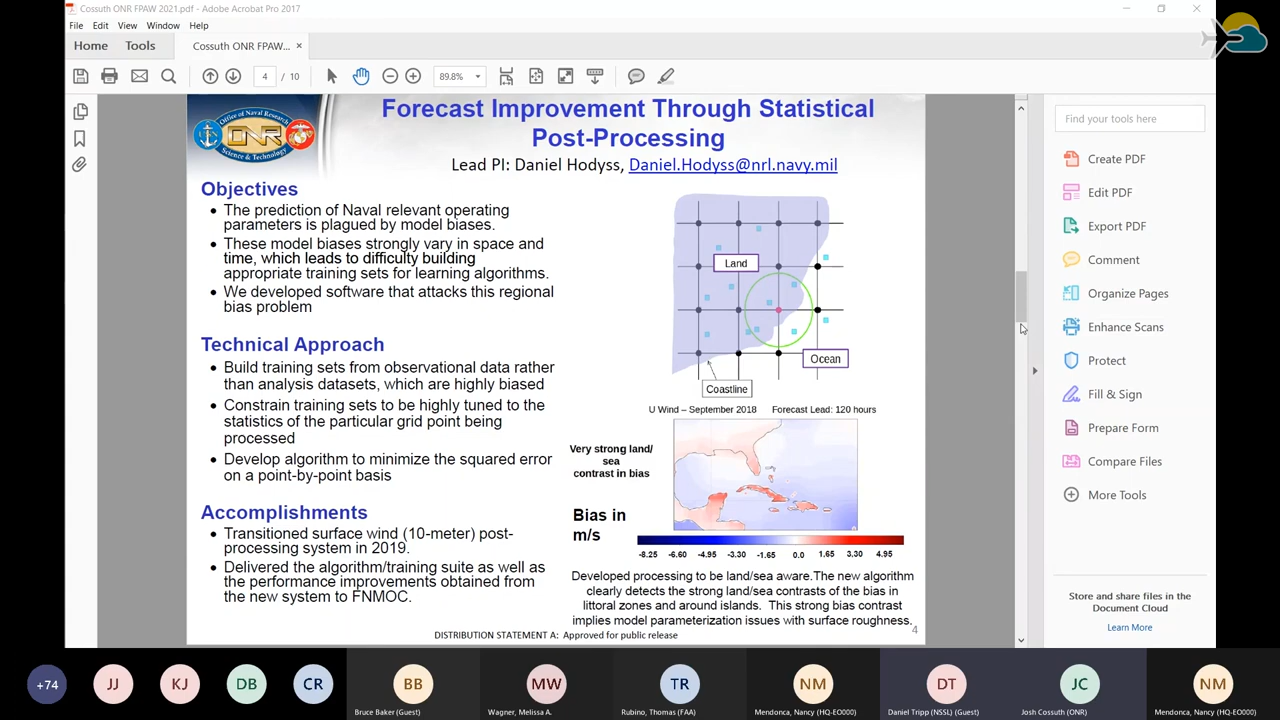 Cossuth ONR FPAW 2021.pdf - Adobe Acrobat Pro 2017
File Edit View Window Help
Home Tools Cossuth ONR FPAW... ×
4 / 10 89.8%
Find your tools here
Create PDF
Edit PDF
Export PDF
Comment
Organize Pages
Enhance Scans
Protect
Fill & Sign
Prepare Form
Compare Files
More Tools
Store and share files in the
Document Cloud
Learn More
Office of Naval Research
ONR
Science & Technology
Forecast Improvement Through Statistical
Post-Processing
Lead PI: Daniel Hodyss, Daniel.Hodyss@nrl.navy.mil
Objectives
• The prediction of Naval relevant operating
parameters is plagued by model biases.
• These model biases strongly vary in space and
time, which leads to difficulty building
appropriate training sets for learning algorithms.
• We developed software that attacks this regional
bias problem
Technical Approach
• Build training sets from observational data rather
than analysis datasets, which are highly biased
• Constrain training sets to be highly tuned to the
statistics of the particular grid point being
processed
• Develop algorithm to minimize the squared error
on a point-by-point basis
Accomplishments
• Transitioned surface wind (10-meter) post-
processing system in 2019.
• Delivered the algorithm/training suite as well as
the performance improvements obtained from
the new system to FNMOC.
Land
Ocean
Coastline
U Wind – September 2018 Forecast Lead: 120 hours
Very strong land/
sea
contrast in bias
Bias in
m/s
-8.25 -6.60 -4.95 -3.30 -1.65 0.0 1.65 3.30 4.95
Developed processing to be land/sea aware.The new algorithm
clearly detects the strong land/sea contrasts of the bias in
littoral zones and around islands. This strong bias contrast
implies model parameterization issues with surface roughness.
DISTRIBUTION STATEMENT A: Approved for public release
4
+74 JJ KJ DB CR BB MW TR NM DT JC NM
Bruce Baker (Guest) Wagner, Melissa A. Rubino, Thomas (FAA) Mendonca, Nancy (HQ-EO000) Daniel Tripp (NSSL) (Guest) Josh Cossuth (ONR) Mendonca, Nancy (HQ-EO000)